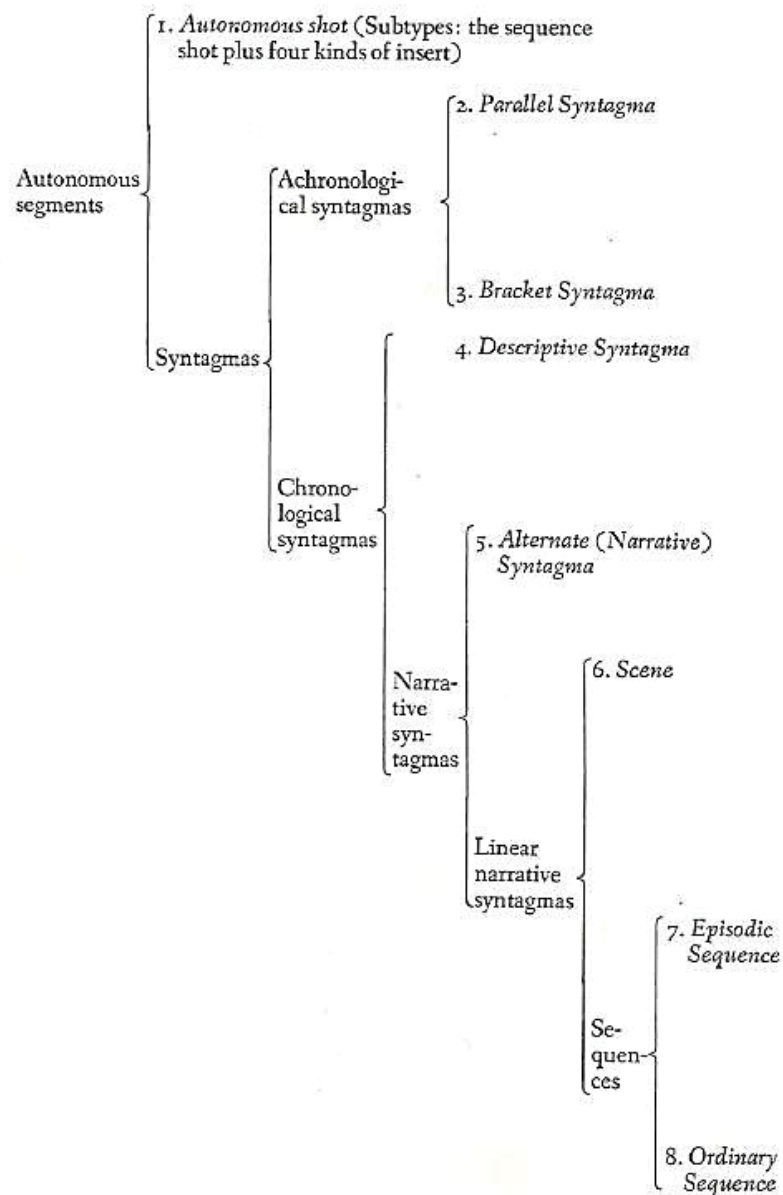 1. Autonomous shot (Subtypes: the sequence
shot plus four kinds of insert)
2. Parallel Syntagma
Autonomous
segments
Achronologi-
cal syntagmas
3. Bracket Syntagma
Syntagmas
4. Descriptive Syntagma
Chrono-
logical
syntagmas
5. Alternate (Narrative)
Syntagma
6. Scene
Narra-
tive
syn-
tagmas
Linear
narrative
syntagmas
7. Episodic
Sequence
Se-
quen-
ces
8. Ordinary
Sequence